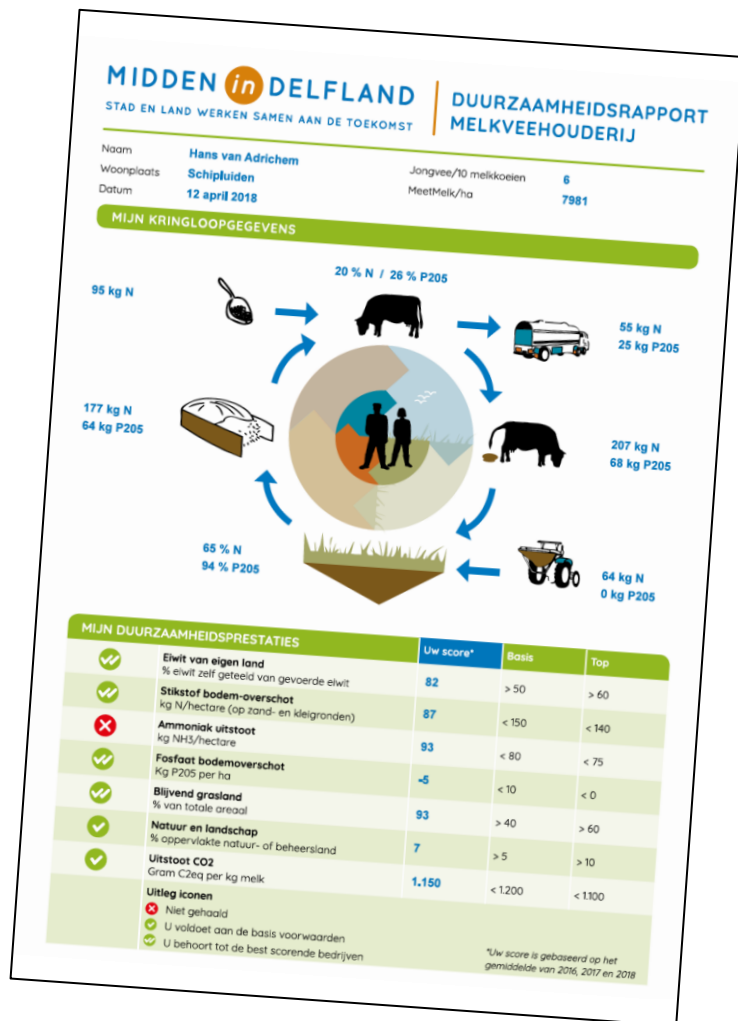 MIDDEN in DELFLAND
STAD EN LAND WERKEN SAMEN AAN DE TOEKOMST
DUURZAAMHEIDSRAPPORT
MELKVEEHOUDERIJ
Naam Hans van Adrichem
Woonplaats Schipluiden
Datum 12 april 2018
Jongvee/10 melkkoeien 6
MeetMelk/ha 7981
MIJN KRINGLOOPGEGEVENS
20 % N / 26 % P205
95 kg N
55 kg N
25 kg P205
177 kg N
64 kg P205
207 kg N
68 kg P205
65 % N
94 % P205
64 kg N
0 kg P205
MIJN DUURZAAMHEIDSPRESTATIES Uw score* Basis Top
Eiwit van eigen land
% eiwit zelf geteeld van gevoerde eiwit 82 > 50 > 60
Stikstof bodem-overschot
kg N/hectare (op zand- en kleigronden) 87 < 150 < 140
Ammoniak uitstoot
kg NH3/hectare 93 < 80 < 75
Fosfaat bodemoverschot
Kg P205 per ha -5 < 10 < 0
Blijvend grasland
% van totale areaal 93 > 40 > 60
Natuur en landschap
% oppervlakte natuur- of beheersland 7 > 5 > 10
Uitstoot CO2
Gram C2eq per kg melk 1.150 < 1.200 < 1.100
Uitleg iconen
Niet gehaald
U voldoet aan de basis voorwaarden
U behoort tot de best scorende bedrijven
*Uw score is gebaseerd op het
gemiddelde van 2016, 2017 en 2018